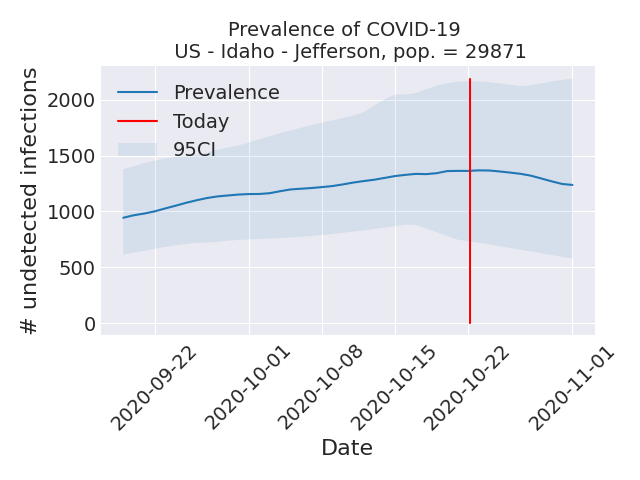 Prevalence of COVID-19
US - Idaho - Jefferson, pop. = 29871
# undetected infections
2000
1500
1000
500
0
Prevalence
Today
95CI
2020-09-22
2020-10-01
2020-10-08
2020-10-15
2020-10-22
2020-11-01
Date